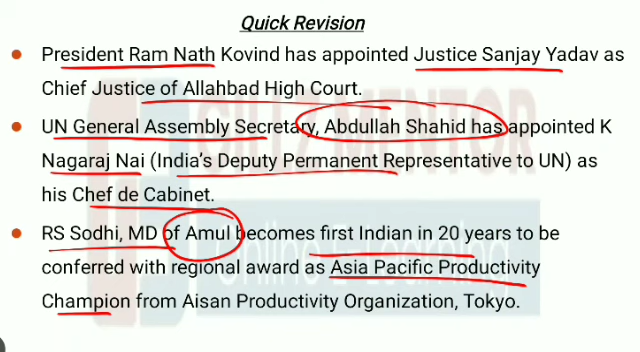 Quick Revision
President Ram Nath Kovind has appointed Justice Sanjay Yadav as
Chief Justice of Allahbad High Court.
UN General Assembly Secretary, Abdullah Shahid has appointed K
Nagaraj Nai (India's Deputy Permanent Representative to UN) as
his Chef de Cabinet.
RS Sodhi, MD of Amul becomes first Indian in 20 years to be
conferred with regional award as Asia Pacific Productivity
Champion from Aisan Productivity Organization, Tokyo.